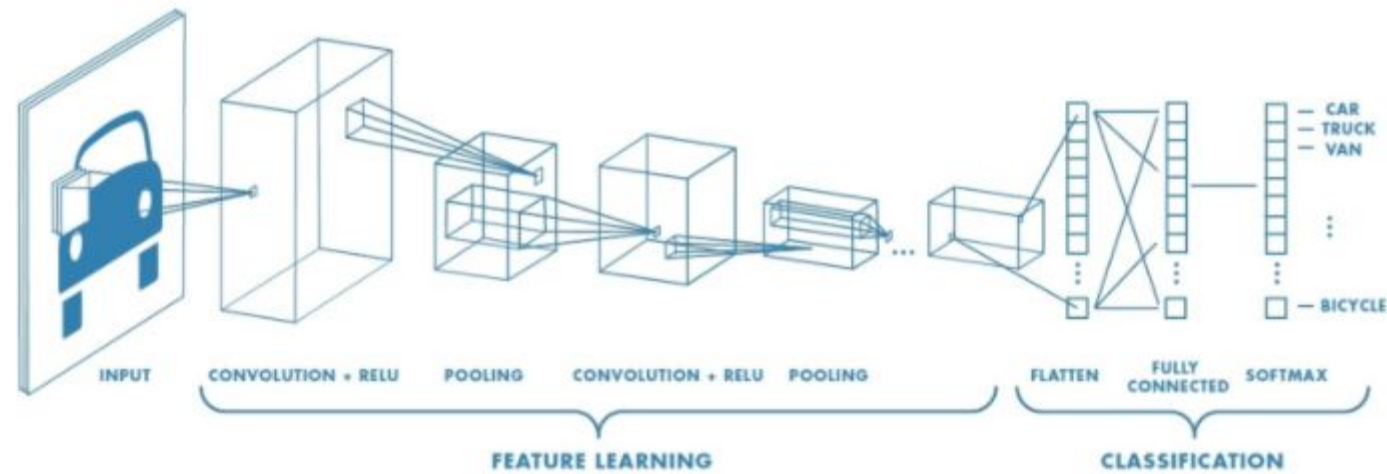 CAR
TRUCK
VAN
BICYCLE
INPUT
CONVOLUTION + RELU
POOLING
CONVOLUTION + RELU
POOLING
FLATTEN
FULLY
CONNECTED
SOFTMAX
FEATURE LEARNING
CLASSIFICATION